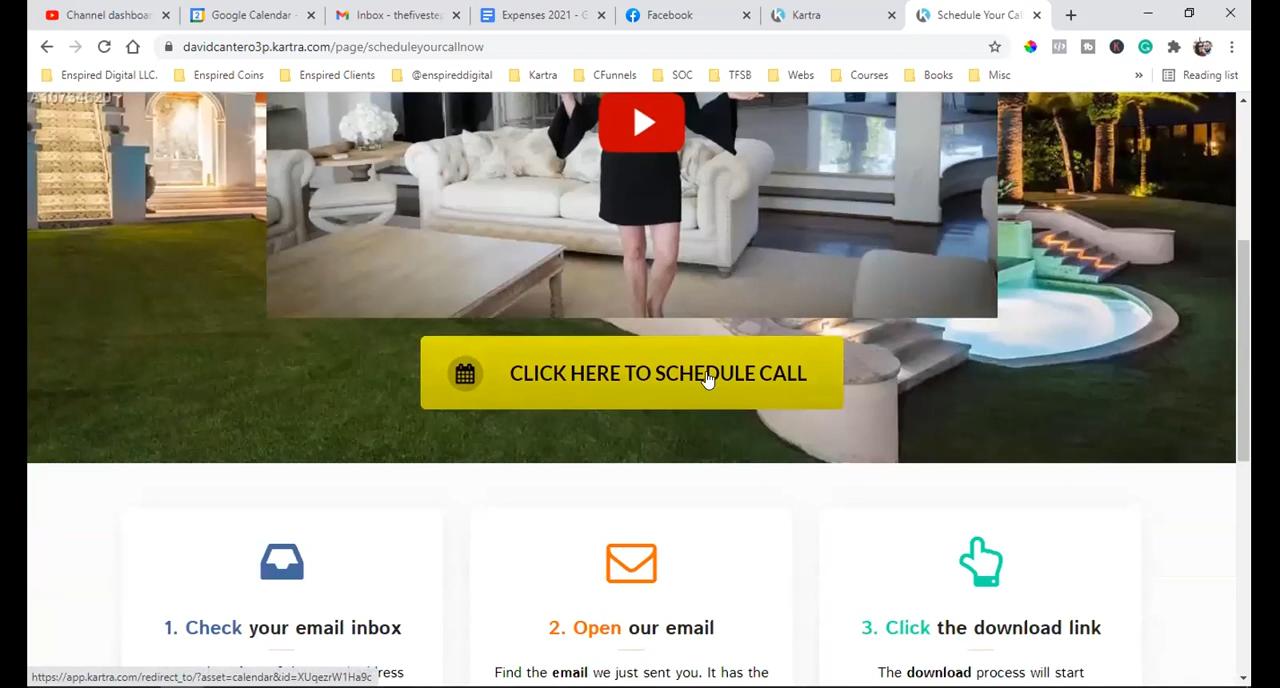 Channel dashboa
Google Calendar -
Inbox - thefiveste
Expenses 2021 - G
Facebook
Kartra
Schedule Your Cal
davidcantero3p.kartra.com/page/scheduleyourcallnow
Enspired Digital LLC.
Enspired Coins
Enspired Clients
@enspireddigital
Kartra
CFunnels
SOC
TFSB
Webs
Courses
Books
Misc
»
Reading list
CLICK HERE TO SCHEDULE CALL
1. Check your email inbox
2. Open our email
3. Click the download link
Find the email we just sent you. It has the
The download process will start
https://app.kartra.com/redirect_to/?asset=calendar&id=XUqezrW1Ha9c